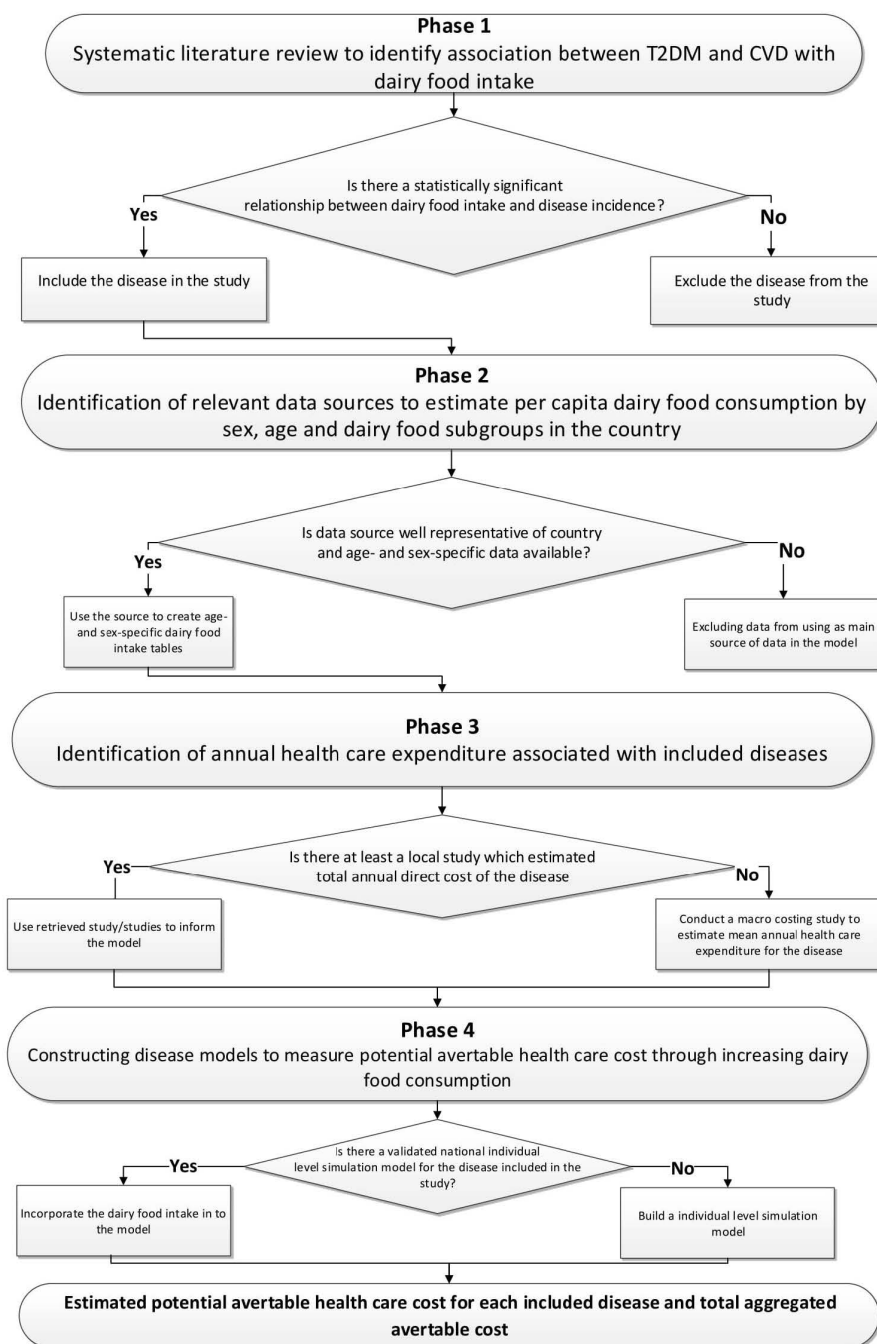 Phase 1
Systematic literature review to identify association between T2DM and CVD with
dairy food intake
Is there a statistically significant
relationship between dairy food intake and disease incidence?
Yes
No
Include the disease in the study
Exclude the disease from the
study
Phase 2
Identification of relevant data sources to estimate per capita dairy food consumption by
sex, age and dairy food subgroups in the country
Is data source well representative of country
and age- and sex-specific data available?
Yes
No
Use the source to create age-
and sex-specific dairy food
intake tables
Excluding data from using as main
source of data in the model
Phase 3
Identification of annual health care expenditure associated with included diseases
Is there at least a local study which estimated
total annual direct cost of the disease
Yes
No
Use retrieved study/studies to inform
the model
Conduct a macro costing study to
estimate mean annual health care
expenditure for the disease
Phase 4
Constructing disease models to measure potential avertable health care cost through increasing dairy
food consumption
Is there a validated national individual
level simulation model for the disease included in the
study?
Yes
No
Incorporate the dairy food intake in to
the model
Build a individual level simulation
model
Estimated potential avertable health care cost for each included disease and total aggregated
avertable cost